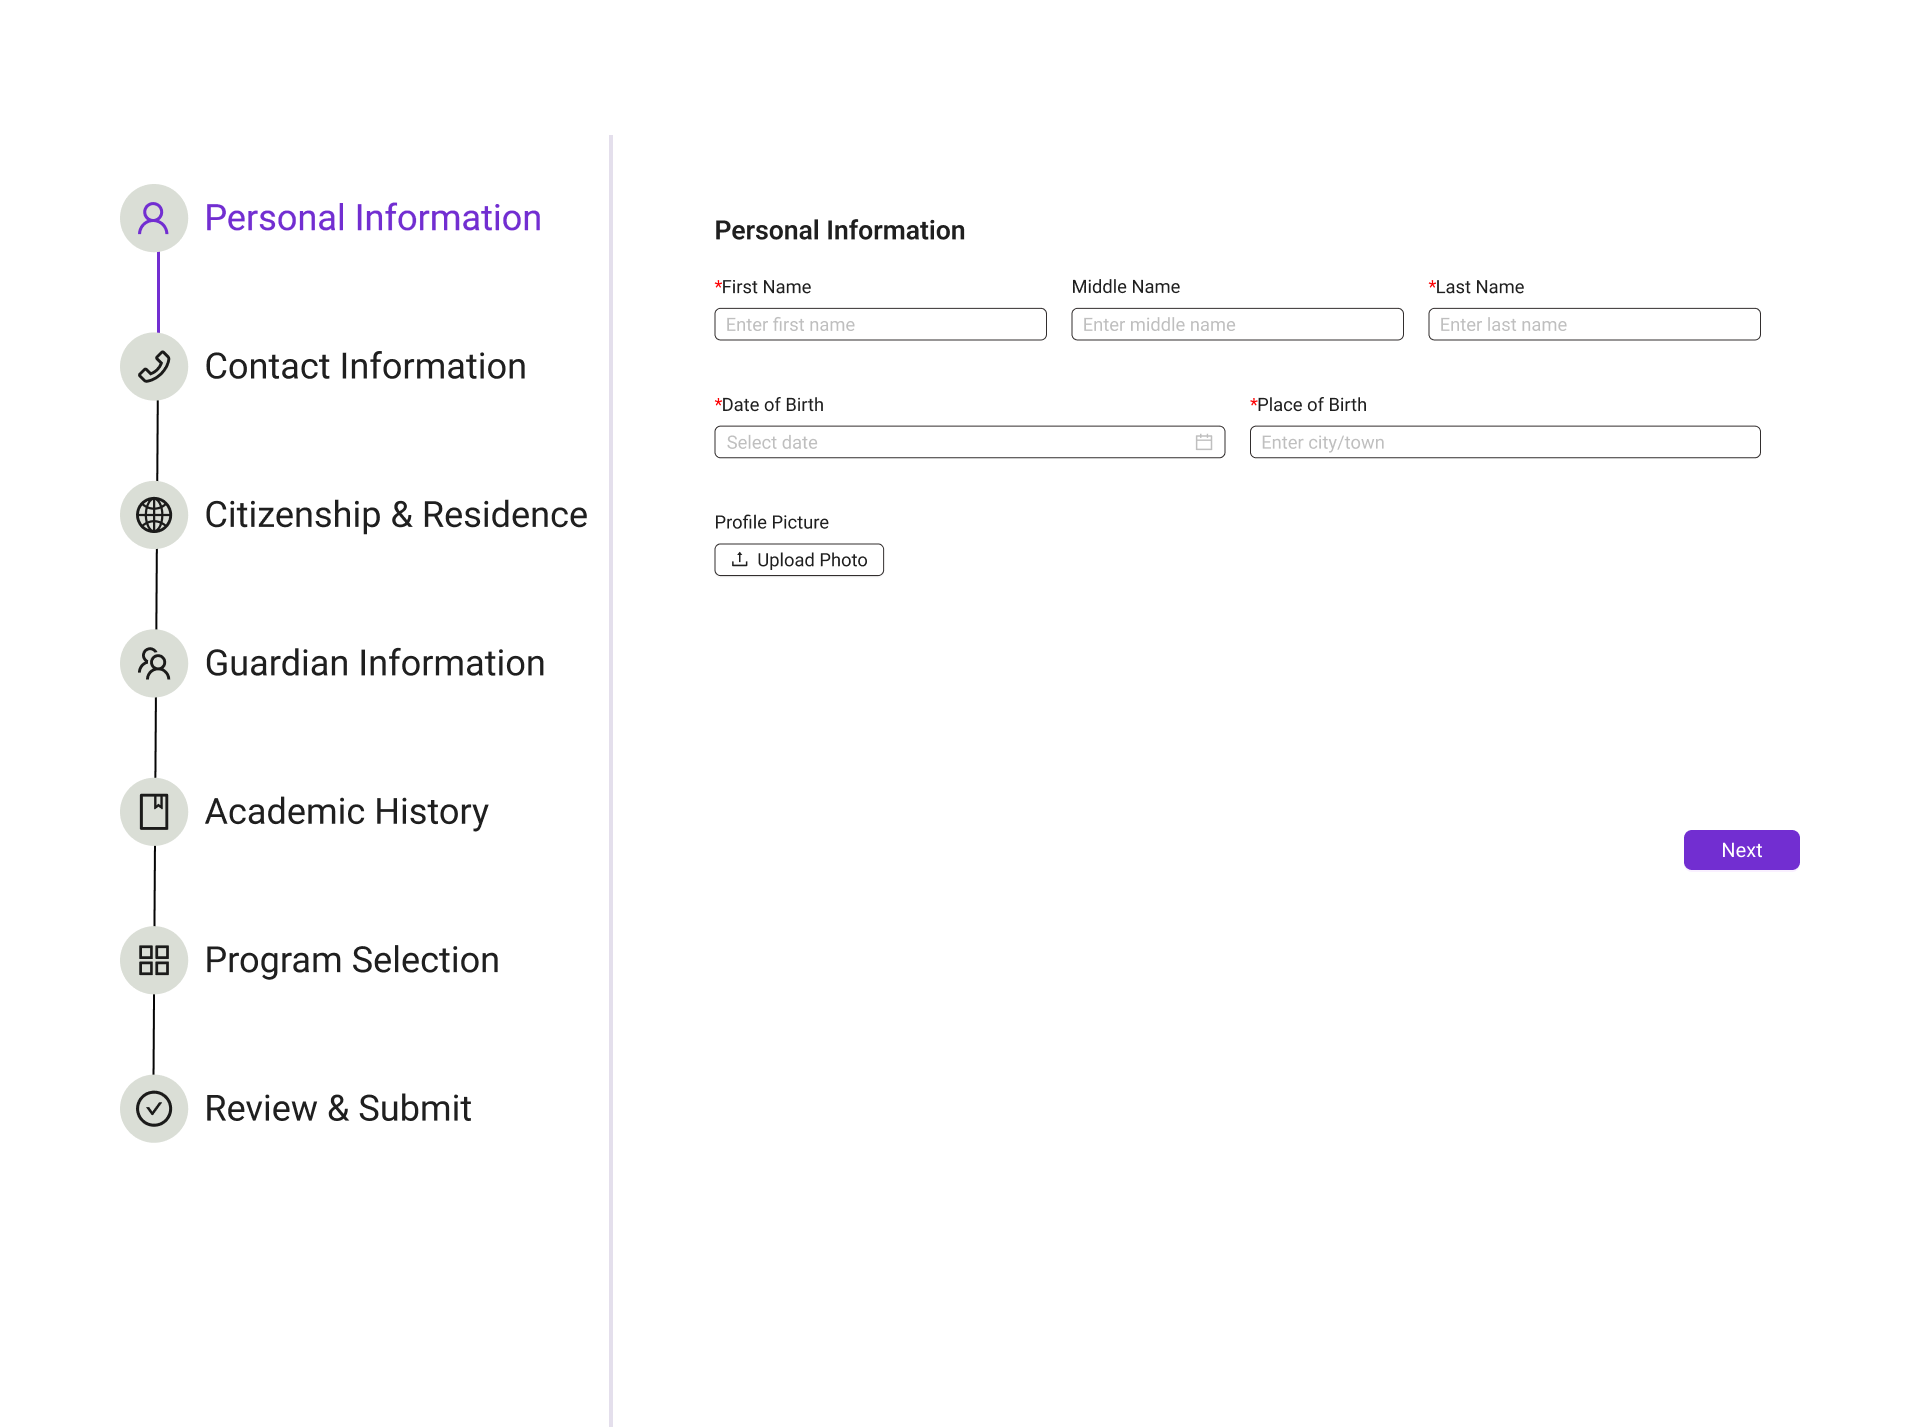 Personal Information
Contact Information
Citizenship & Residence
Guardian Information
Academic History
Program Selection
Review & Submit
Personal Information
*First Name
Enter first name
Middle Name
Enter middle name
*Last Name
Enter last name
*Date of Birth
Select date
*Place of Birth
Enter city/town
Profile Picture
Upload Photo
Next